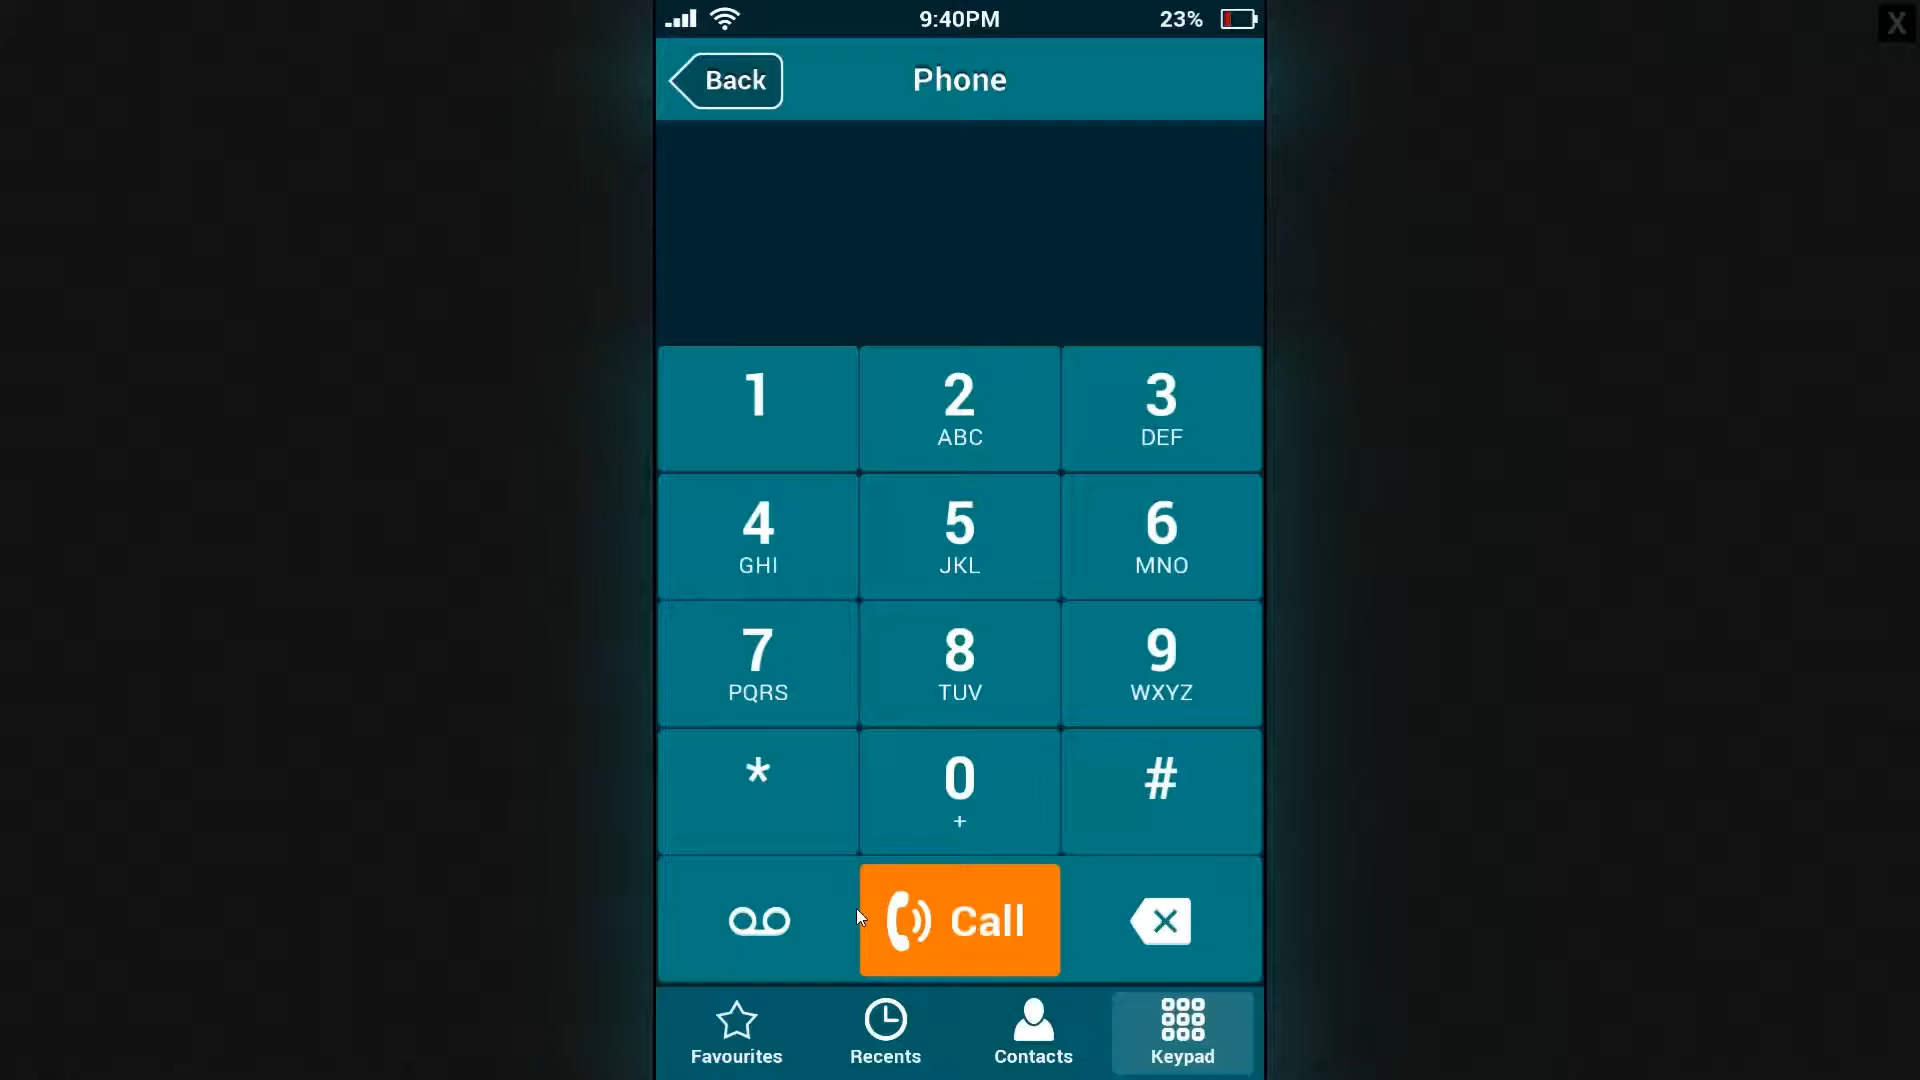 9:40PM 23%
X
Back Phone
1 2 3
ABC DEF
4 5 6
GHI JKL MNO
7 8 9
PQRS TUV WXYZ
* 0 #
+
Call
Favourites Recents Contacts Keypad